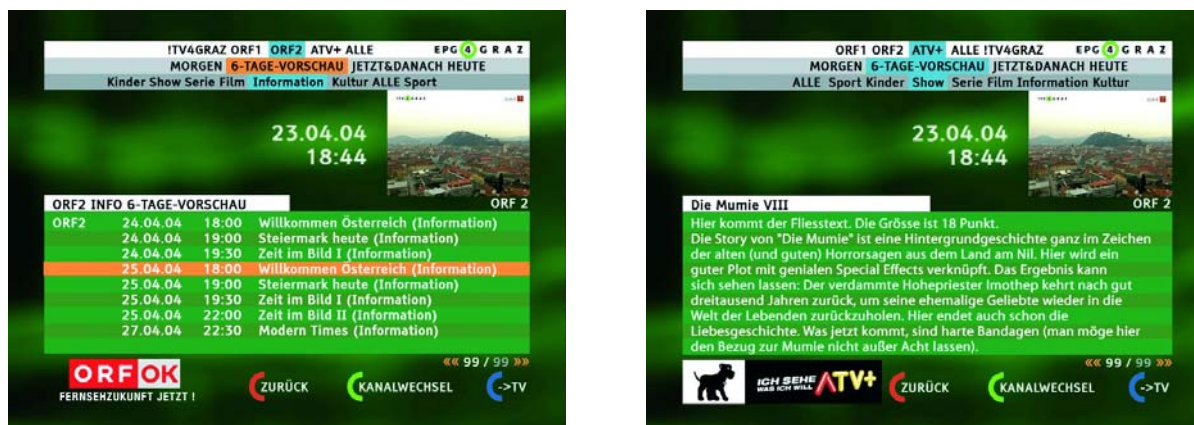 !TV4GRAZ ORF1 ORF2 ATV+ ALLE EPG 4 GRAZ
MORGEN 6-TAGE-VORSCHAU JETZT&DANACH HEUTE
Kinder Show Serie Film Information Kultur ALLE Sport
23.04.04
18:44
ORF2 INFO 6-TAGE-VORSCHAU
ORF 2
ORF2 24.04.04 18:00 Willkommen Österreich (Information)
24.04.04 19:00 Steiermark heute (Information)
24.04.04 19:30 Zeit im Bild I (Information)
25.04.04 18:00 Willkommen Österreich (Information)
25.04.04 19:00 Steiermark heute (Information)
25.04.04 19:30 Zeit im Bild I (Information)
25.04.04 22:00 Zeit im Bild II (Information)
27.04.04 22:30 Modern Times (Information)
«« 99 / 99 »»
ORF OK
FERNSEHZUKUNFT JETZT !
ZURÜCK KANALWECHSEL ->TV
ORF1 ORF2 ATV+ ALLE !TV4GRAZ EPG 4 GRAZ
MORGEN 6-TAGE-VORSCHAU JETZT&DANACH HEUTE
ALLE Sport Kinder Show Serie Film Information Kultur
23.04.04
18:44
Die Mumie VIII
ORF 2
Hier kommt der Fliesstext. Die Grösse ist 18 Punkt.
Die Story von "Die Mumie" ist eine Hintergrundgeschichte ganz im Zeichen
der alten (und guten) Horrorsagen aus dem Land am Nil. Hier wird ein
guter Plot mit genialen Special Effects verknüpft. Das Ergebnis kann
sich sehen lassen: Der verdammte Hohepriester Imothep kehrt nach gut
dreitausend Jahren zurück, um seine ehemalige Geliebte wieder in die
Welt der Lebenden zurückzuholen. Hier endet auch schon die
Liebesgeschichte. Was jetzt kommt, sind harte Bandagen (man möge hier
den Bezug zur Mumie nicht außer Acht lassen).
«« 99 / 99 »»
ICH SEHE
WAS ICH WILL
ATV+
ZURÜCK KANALWECHSEL ->TV